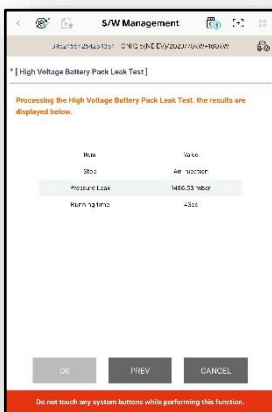 S/W Management
* [ High Voltage Battery Pack Leak Test ]
Processing the High Voltage Battery Pack Leak Test. the results are
displayed below.
Item Value
Step Air Injection
Pressure Leak
Running time
OK PREV CANCEL
Do not touch any system buttons while performing this function.